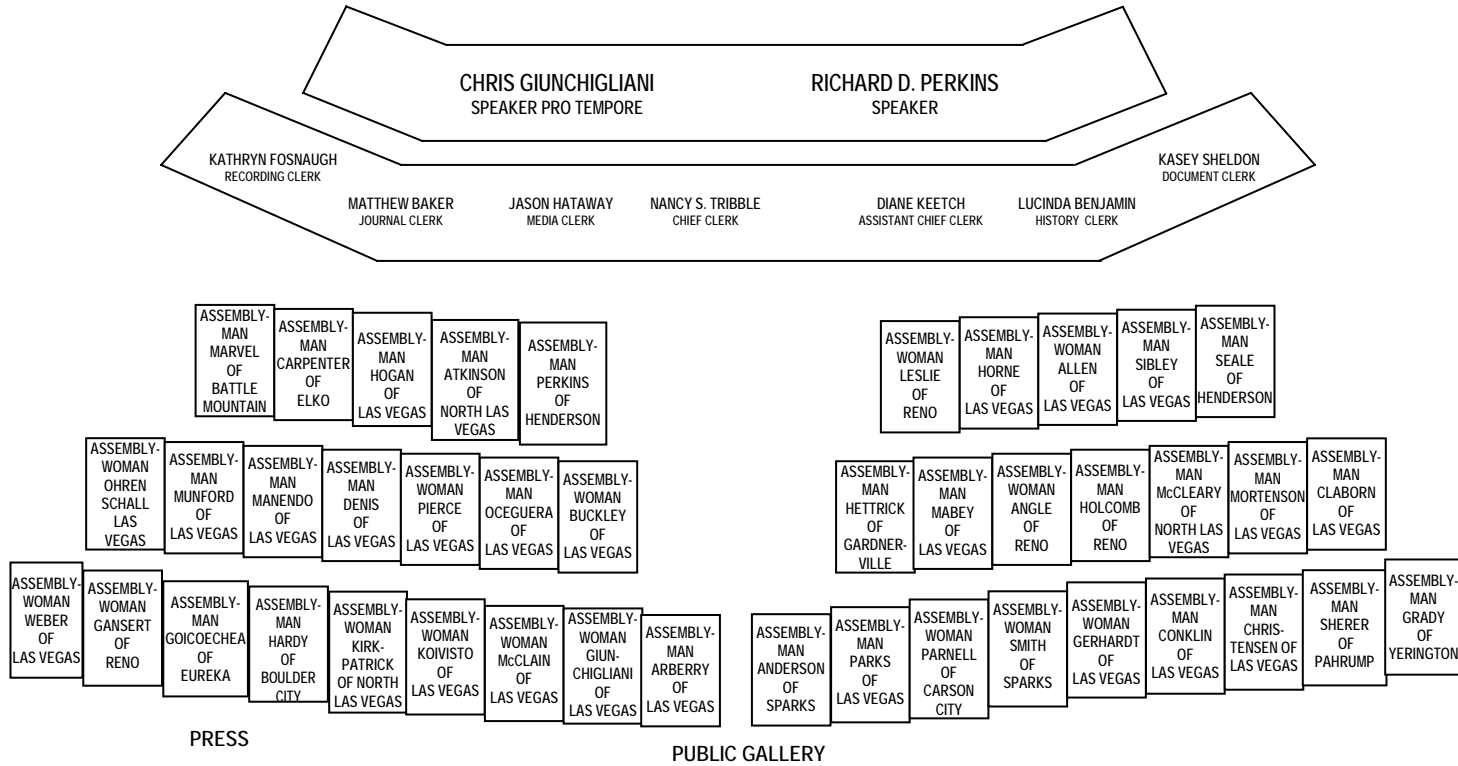 CHRIS GIUNCHIGLIANI
SPEAKER PRO TEMPORE
RICHARD D. PERKINS
SPEAKER
KATHRYN FOSNAUGH
RECORDING CLERK
MATTHEW BAKER
JOURNAL CLERK
JASON HATAWAY
MEDIA CLERK
NANCY S. TRIBBLE
CHIEF CLERK
DIANE KEETCH
ASSISTANT CHIEF CLERK
LUCINDA BENJAMIN
HISTORY CLERK
KASEY SHELDON
DOCUMENT CLERK
ASSEMBLY-
MAN
MARVEL
OF
BATTLE
MOUNTAIN
ASSEMBLY-
MAN
CARPENTER
OF
ELKO
ASSEMBLY-
MAN
HOGAN
OF
LAS VEGAS
ASSEMBLY-
MAN
ATKINSON
OF
NORTH LAS
VEGAS
ASSEMBLY-
MAN
PERKINS
OF
HENDERSON
ASSEMBLY-
WOMAN
LESLIE
OF
RENO
ASSEMBLY-
MAN
HORNE
OF
LAS VEGAS
ASSEMBLY-
WOMAN
ALLEN
OF
LAS VEGAS
ASSEMBLY-
MAN
SIBLEY
OF
LAS VEGAS
ASSEMBLY-
MAN
SEALE
OF
HENDERSON
ASSEMBLY-
WOMAN
OHREN
SCHALL
LAS
VEGAS
ASSEMBLY-
MAN
MUNFORD
OF
LAS VEGAS
ASSEMBLY-
MAN
MANENDO
OF
LAS VEGAS
ASSEMBLY-
MAN
DENIS
OF
LAS VEGAS
ASSEMBLY-
WOMAN
PIERCE
OF
LAS VEGAS
ASSEMBLY-
MAN
OCEGUERA
OF
LAS VEGAS
ASSEMBLY-
WOMAN
BUCKLEY
OF
LAS VEGAS
ASSEMBLY-
MAN
HETTRICK
OF
GARDNER-
VILLE
ASSEMBLY-
MAN
MABEY
OF
LAS VEGAS
ASSEMBLY-
WOMAN
ANGLE
OF
RENO
ASSEMBLY-
MAN
HOLCOMB
OF
RENO
ASSEMBLY-
MAN
McCLEARY
OF
NORTH LAS
VEGAS
ASSEMBLY-
MAN
MORTENSON
OF
LAS VEGAS
ASSEMBLY-
MAN
CLABORN
OF
LAS VEGAS
ASSEMBLY-
WOMAN
WEBER
OF
LAS VEGAS
ASSEMBLY-
WOMAN
GANSERT
OF
RENO
ASSEMBLY-
MAN
GOICOECHEA
OF
EUREKA
ASSEMBLY-
MAN
HARDY
OF
BOULDER
CITY
ASSEMBLY-
WOMAN
KIRK-
PATRICK
OF NORTH
LAS VEGAS
ASSEMBLY-
WOMAN
KOIVISTO
OF
LAS VEGAS
ASSEMBLY-
WOMAN
McCLAIN
OF
LAS VEGAS
ASSEMBLY-
WOMAN
GIUN-
CHIGLIANI
OF
LAS VEGAS
ASSEMBLY-
MAN
ARBERRY
OF
LAS VEGAS
ASSEMBLY-
MAN
ANDERSON
OF
SPARKS
ASSEMBLY-
MAN
PARKS
OF
LAS VEGAS
ASSEMBLY-
WOMAN
PARNELL
OF
CARSON
CITY
ASSEMBLY-
WOMAN
SMITH
OF
SPARKS
ASSEMBLY-
WOMAN
GERHARDT
OF
LAS VEGAS
ASSEMBLY-
MAN
CONKLIN
OF
LAS VEGAS
ASSEMBLY-
MAN
CHRIS-
TENSEN OF
LAS VEGAS
ASSEMBLY-
MAN
SHERER
OF
PAHRUMP
ASSEMBLY-
MAN
GRADY
OF
YERINGTON
PRESS
PUBLIC GALLERY